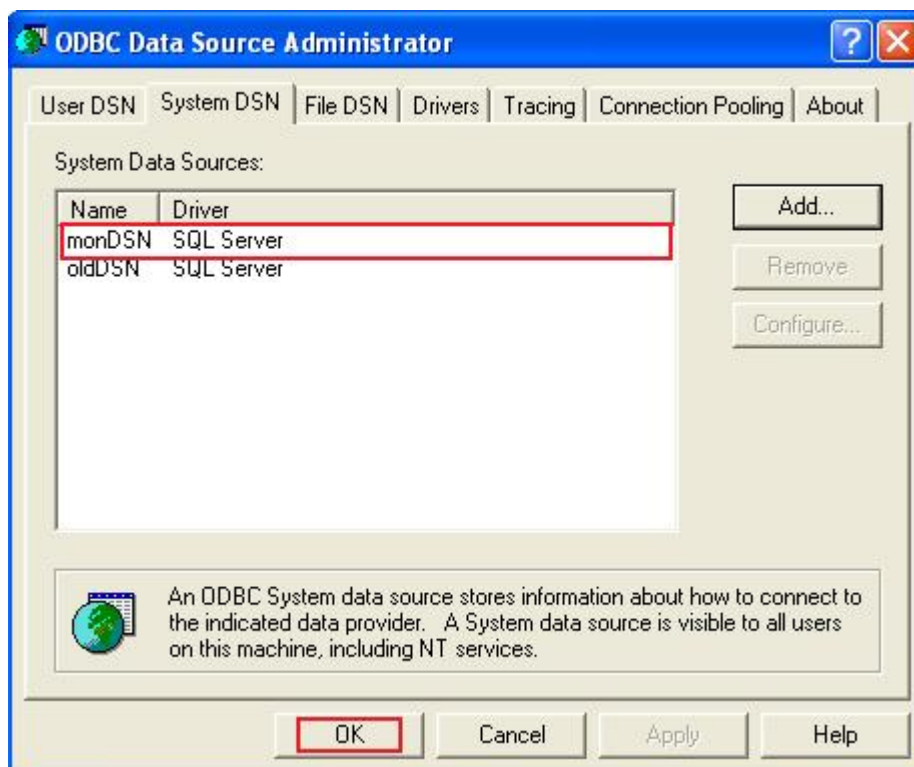 ODBC Data Source Administrator
User DSN System DSN File DSN Drivers Tracing Connection Pooling About
System Data Sources:
Name Driver
monDSN SQL Server
oldDSN SQL Server
Add...
Remove
Configure...
An ODBC System data source stores information about how to connect to
the indicated data provider. A System data source is visible to all users
on this machine, including NT services.
OK Cancel Apply Help